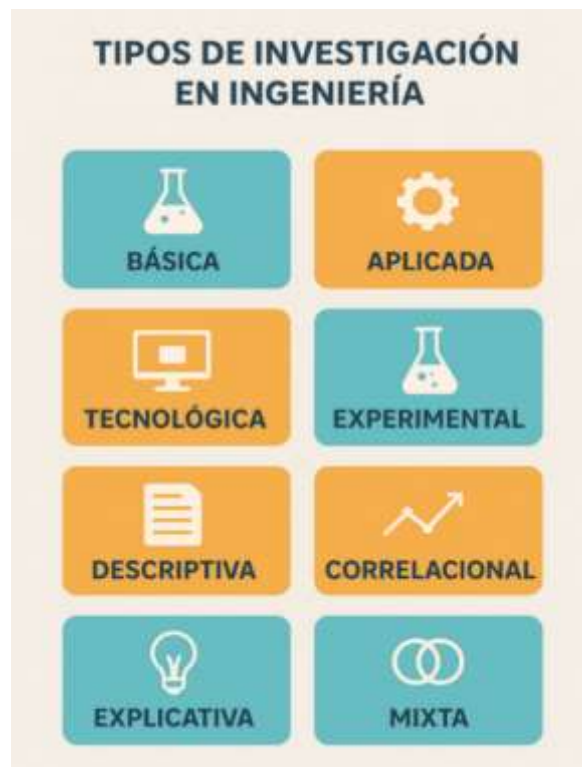 TIPOS DE INVESTIGACIÓN
EN INGENIERÍA
BÁSICA
APLICADA
TECNOLÓGICA
EXPERIMENTAL
DESCRIPTIVA
CORRELACIONAL
EXPLICATIVA
MIXTA